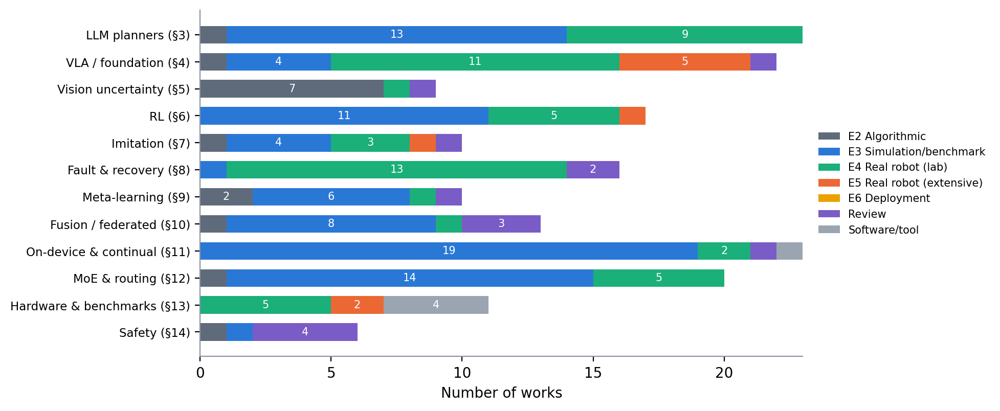 LLM planners (§3) 13 9
VLA / foundation (§4) 4 11 5
Vision uncertainty (§5) 7
RL (§6) 11 5
Imitation (§7) 4 3
Fault & recovery (§8) 13 2
Meta-learning (§9) 2 6
Fusion / federated (§10) 8 3
On-device & continual (§11) 19 2
MoE & routing (§12) 14 5
Hardware & benchmarks (§13) 5 2 4
Safety (§14) 4
0 5 10 15 20
Number of works
E2 Algorithmic
E3 Simulation/benchmark
E4 Real robot (lab)
E5 Real robot (extensive)
E6 Deployment
Review
Software/tool